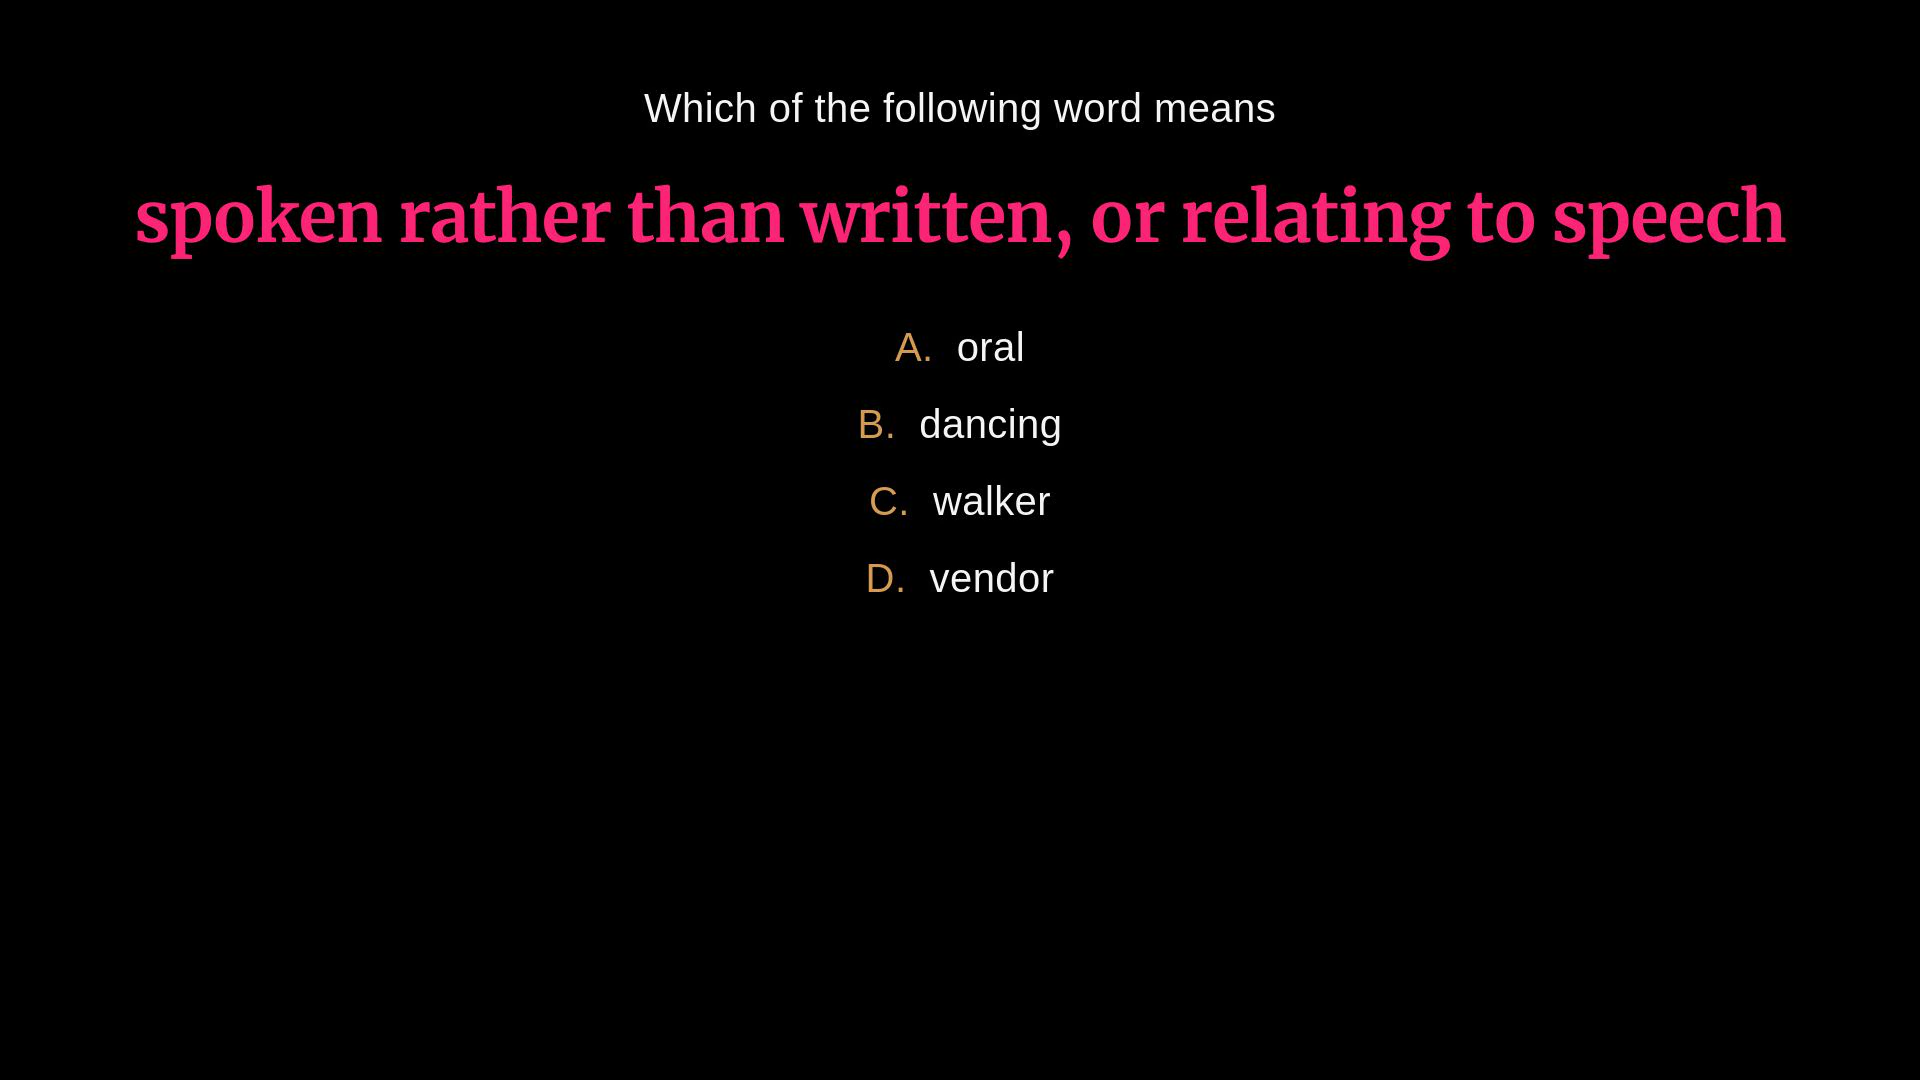 Which of the following word means
spoken rather than written, or relating to speech
A. oral
B. dancing
C. walker
D. vendor